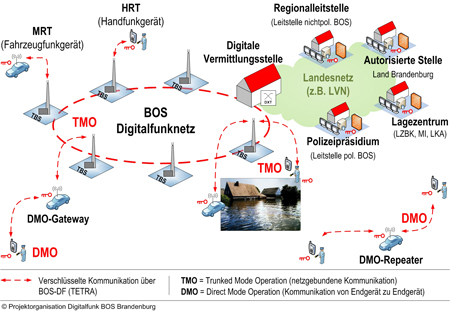 MRT
(Fahrzeugfunkgerät)
HRT
(Handfunkgerät)
Regionalleitstelle
(Leitstelle nichtpol. BOS)
Digitale
Vermittlungsstelle
Autorisierte Stelle
Land Brandenburg
Landesnetz
(z.B. LVN)
DXT
Lagezentrum
(LZBK, MI, LKA)
Polizeipräsidium
(Leitstelle pol. BOS)
BOS
Digitalfunknetz
TBS
TBS
TBS
TBS
TBS
TBS
TBS
TMO
TMO
DMO-Gateway
DMO
DMO
DMO-Repeater
Verschlüsselte Kommunikation über
BOS-DF (TETRA)
TMO = Trunked Mode Operation (netzgebundene Kommunikation)
DMO = Direct Mode Operation (Kommunikation von Endgerät zu Endgerät)
© Projektorganisation Digitalfunk BOS Brandenburg